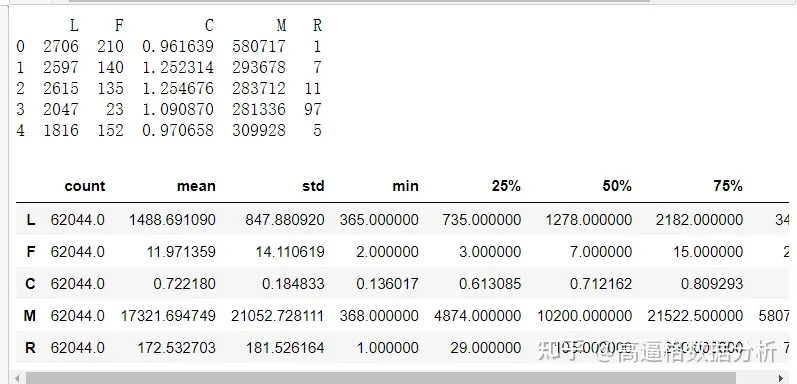 L F C M R
0 2706 210 0.961639 580717 1
1 2597 140 1.252314 293678 7
2 2615 135 1.254676 283712 11
3 2047 23 1.090870 281336 97
4 1816 152 0.970658 309928 5
count mean std min 25% 50% 75%
L 62044.0 1488.691090 847.880920 365.000000 735.000000 1278.000000 2182.000000 34
F 62044.0 11.971359 14.110619 2.000000 3.000000 7.000000 15.000000 2
C 62044.0 0.722180 0.184833 0.136017 0.613085 0.712162 0.809293
M 62044.0 17321.694749 21052.728111 368.000000 4874.000000 10200.000000 21522.500000 5807
R 62044.0 172.532703 181.526164 1.000000 29.000000 7
知乎 @高逼格数据分析